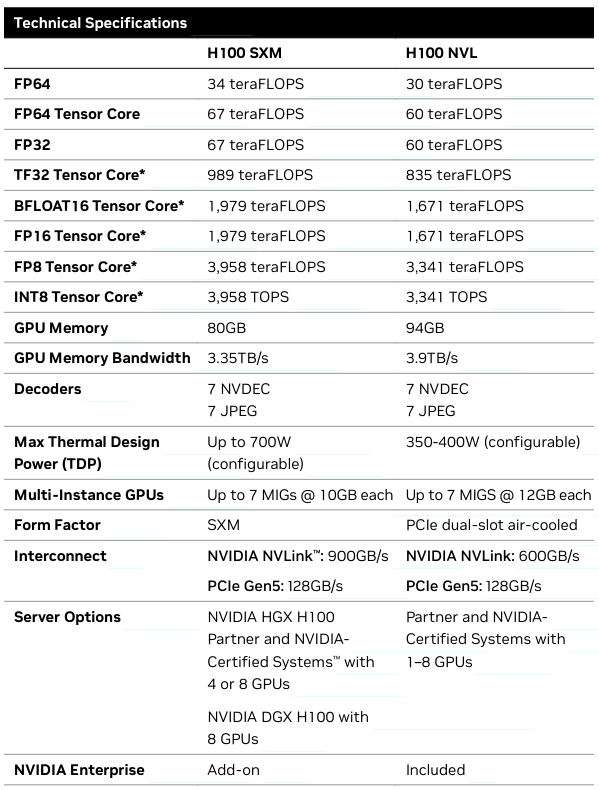 Technical Specifications
H100 SXM H100 NVL
FP64 34 teraFLOPS 30 teraFLOPS
FP64 Tensor Core 67 teraFLOPS 60 teraFLOPS
FP32 67 teraFLOPS 60 teraFLOPS
TF32 Tensor Core* 989 teraFLOPS 835 teraFLOPS
BFLOAT16 Tensor Core* 1,979 teraFLOPS 1,671 teraFLOPS
FP16 Tensor Core* 1,979 teraFLOPS 1,671 teraFLOPS
FP8 Tensor Core* 3,958 teraFLOPS 3,341 teraFLOPS
INT8 Tensor Core* 3,958 TOPS 3,341 TOPS
GPU Memory 80GB 94GB
GPU Memory Bandwidth 3.35TB/s 3.9TB/s
Decoders 7 NVDEC 7 NVDEC
7 JPEG 7 JPEG
Max Thermal Design Up to 700W 350-400W (configurable)
Power (TDP) (configurable)
Multi-Instance GPUs Up to 7 MIGs @ 10GB each Up to 7 MIGS @ 12GB each
Form Factor SXM PCIe dual-slot air-cooled
Interconnect NVIDIA NVLink™: 900GB/s NVIDIA NVLink: 600GB/s
PCIe Gen5: 128GB/s PCIe Gen5: 128GB/s
Server Options NVIDIA HGX H100 Partner and NVIDIA-
Partner and NVIDIA- Certified Systems with
Certified Systems™ with 1–8 GPUs
4 or 8 GPUs
NVIDIA DGX H100 with
8 GPUs
NVIDIA Enterprise Add-on Included